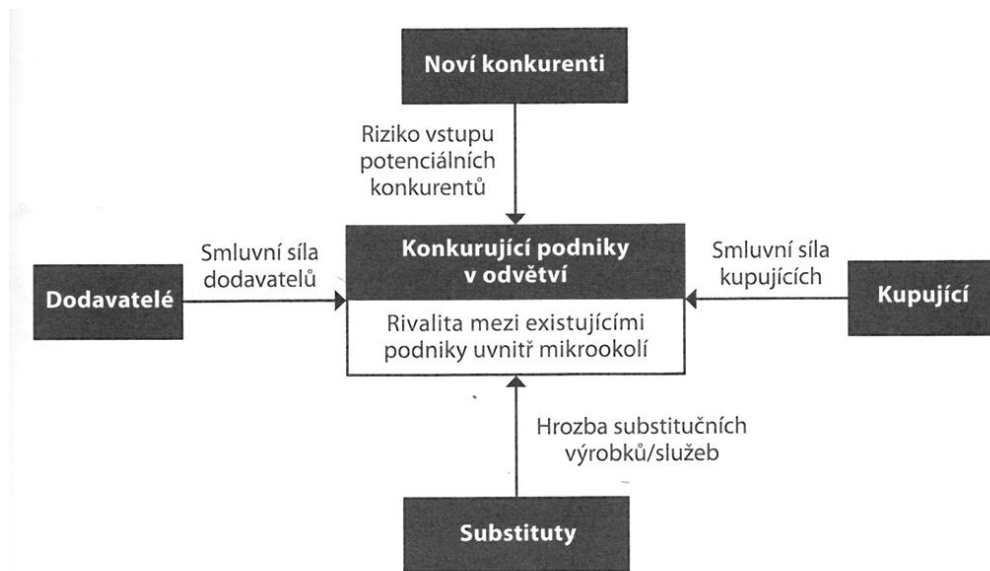 Noví konkurenti
Riziko vstupu
potenciálních
konkurentů
Smluvní síla
dodavatelů
Dodavatelé
Konkurující podniky
v odvětví
Rivalita mezi existujícími
podniky uvnitř mikrookolí
Smluvní síla
kupujících
Kupující
Hrozba substitučních
výrobků/služeb
Substituty